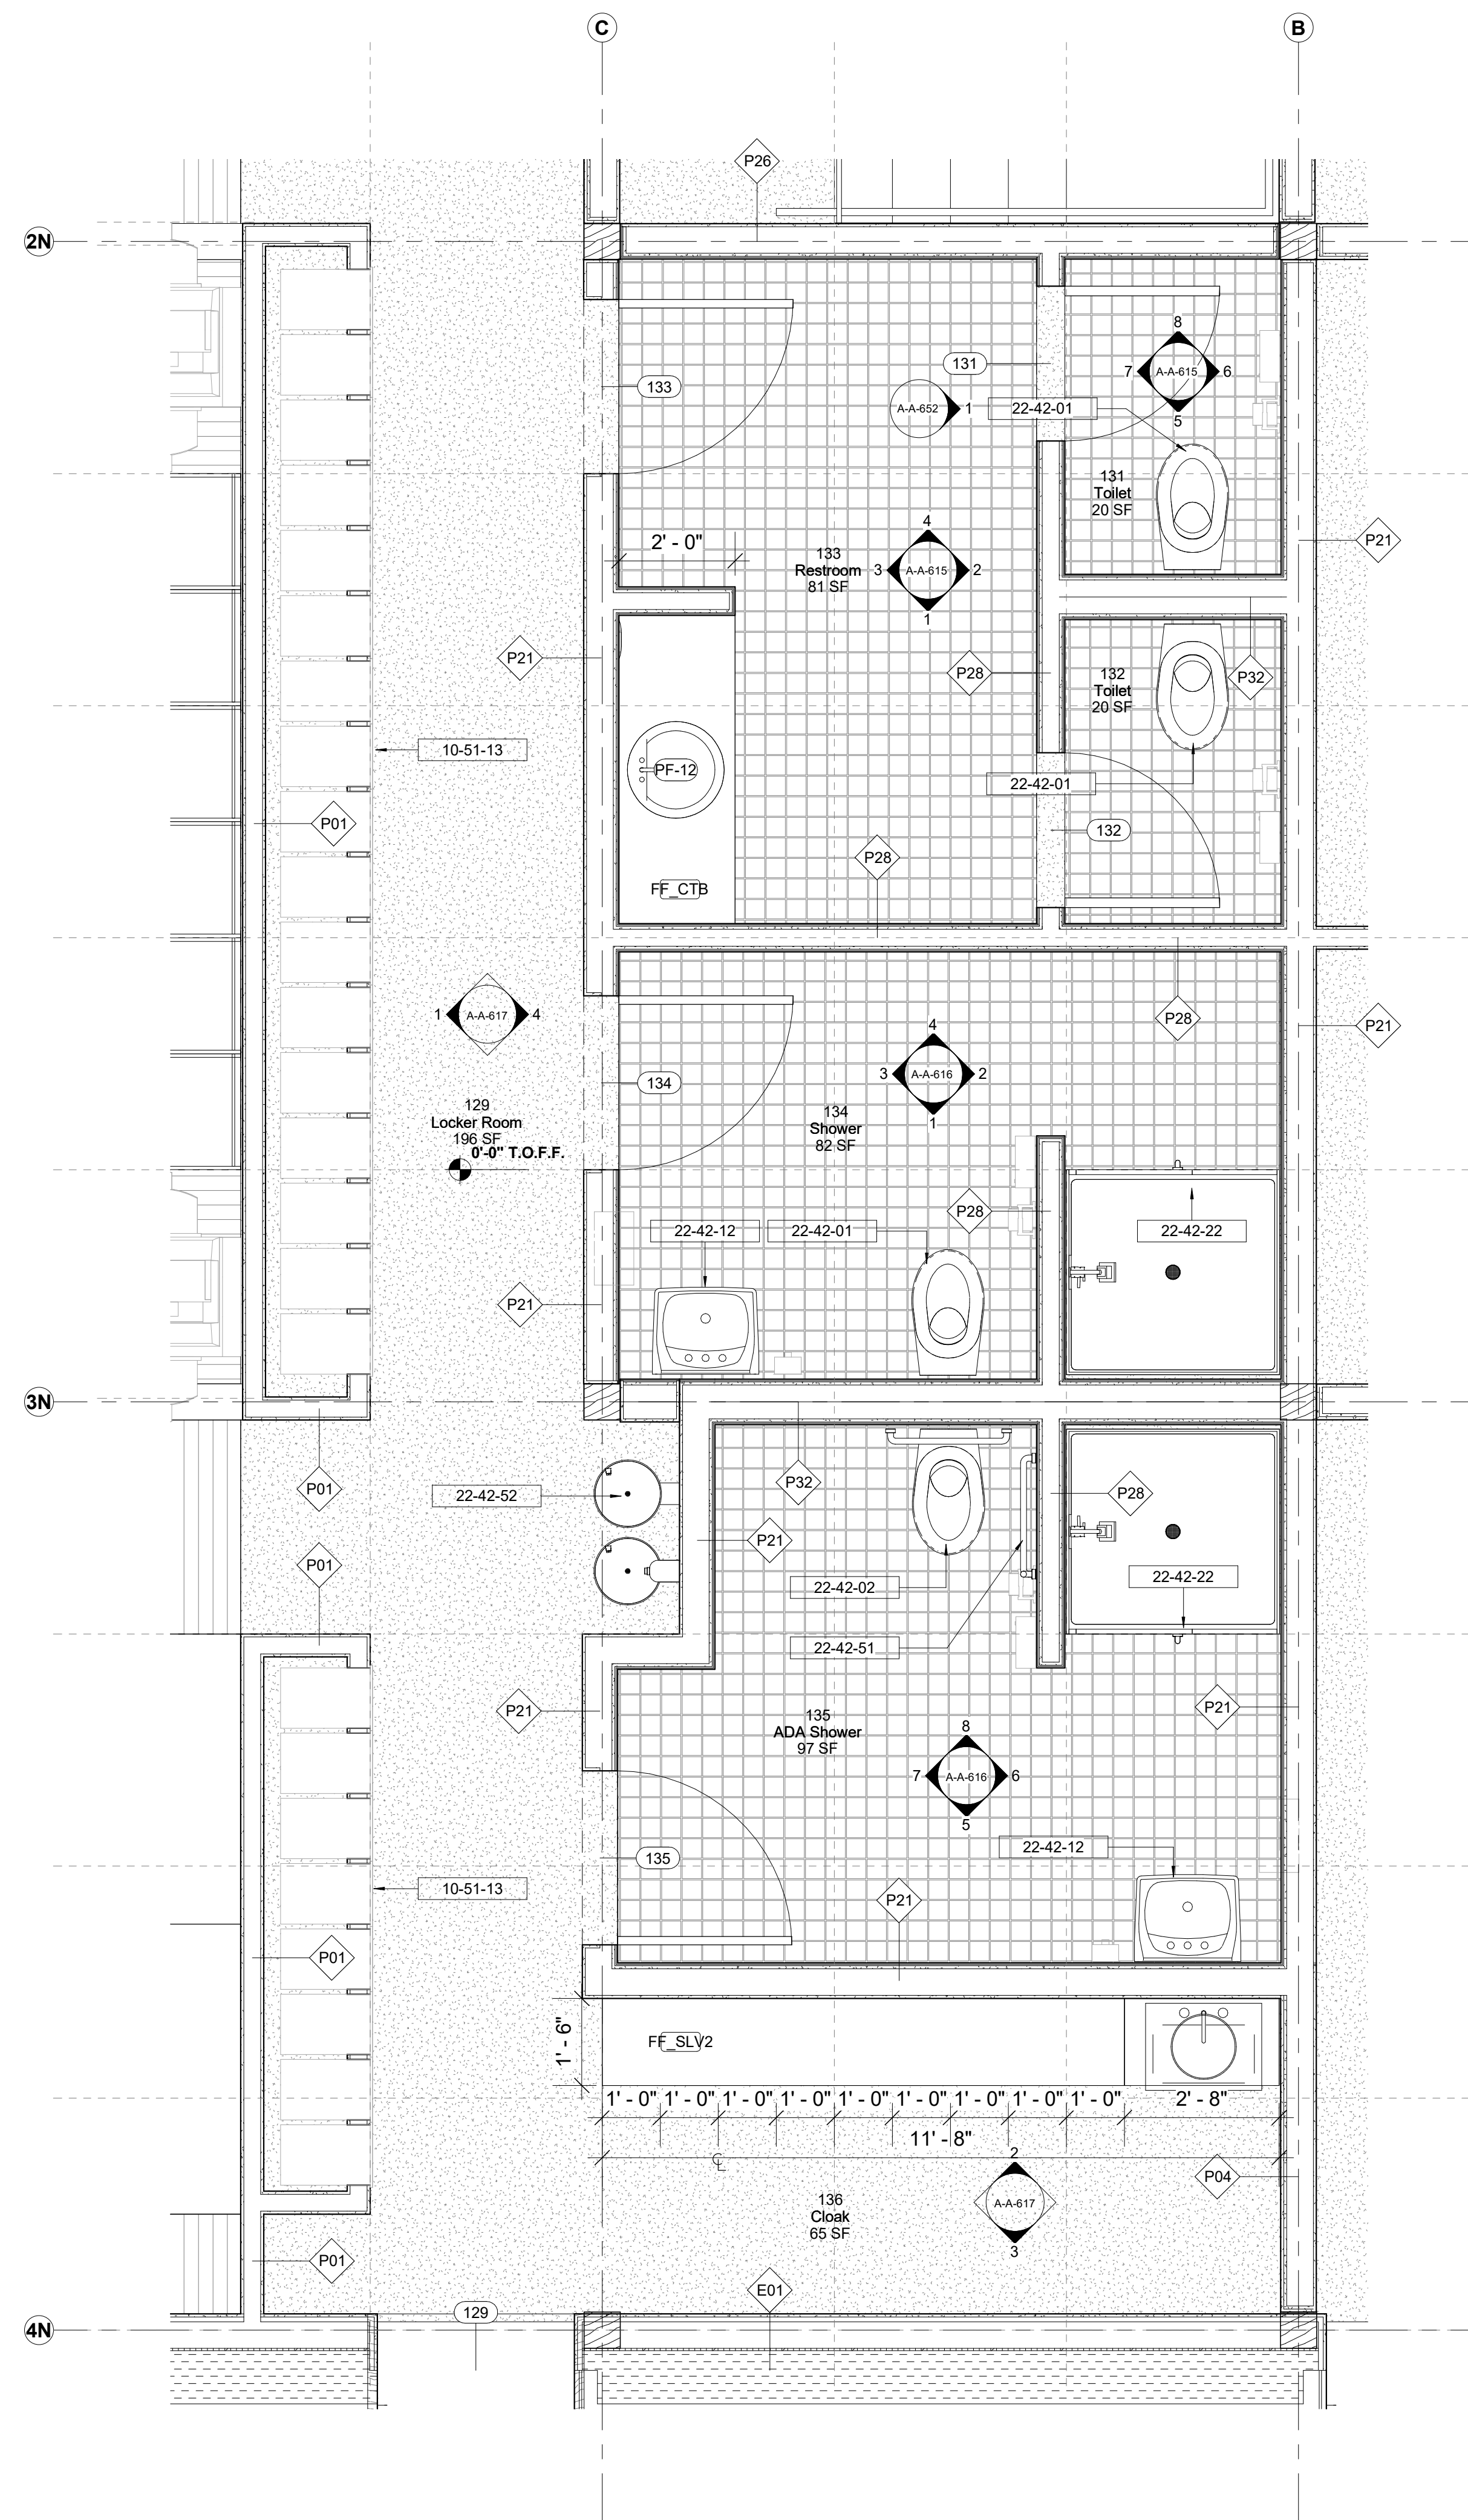 C
B
P26
2N
8
131
7
A-A-615
6
133
A-A-652
1
22-42-01
5
131
Toilet
20 SF
4
2' - 0"
P21
133
Restroom
81 SF
3
A-A-615
2
1
P21
P28
132
Toilet
20 SF
P32
10-51-13
PF-12
22-42-01
P01
132
P28
FF_CTB
1
A-A-617
4
P28
P21
4
3
A-A-616
2
1
134
129
Locker Room
196 SF
0'-0" T.O.F.F.
134
Shower
82 SF
P28
22-42-12
22-42-01
22-42-22
P21
3N
P32
P01
22-42-52
P28
P21
P01
22-42-02
22-42-22
22-42-51
P21
P21
135
ADA Shower
97 SF
8
7
A-A-616
6
5
22-42-12
135
10-51-13
P21
P01
1' - 6"
FF_SLV2
1' - 0"
1' - 0"
1' - 0"
1' - 0"
1' - 0"
1' - 0"
1' - 0"
1' - 0"
1' - 0"
2' - 8"
11' - 8"
CL
2
P04
136
Cloak
65 SF
A-A-617
3
P01
E01
129
4N